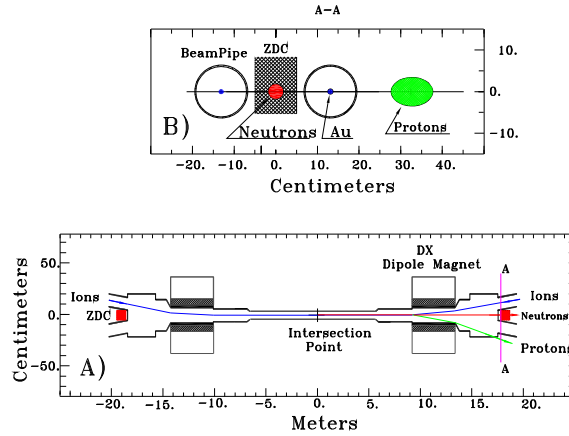 A-A
BeamPipe
ZDC
10.
0.
-10.
B)
Neutrons
Au
Protons
-20. -10. 0. 10. 20. 30. 40.
Centimeters
Centimeters
50.
0.
-50.
DX
Dipole Magnet
A
Ions
Ions
ZDC
Neutrons
Intersection
Point
Protons
A)
A
-20. -15. -10. -5. 0. 5. 10. 15. 20.
Meters